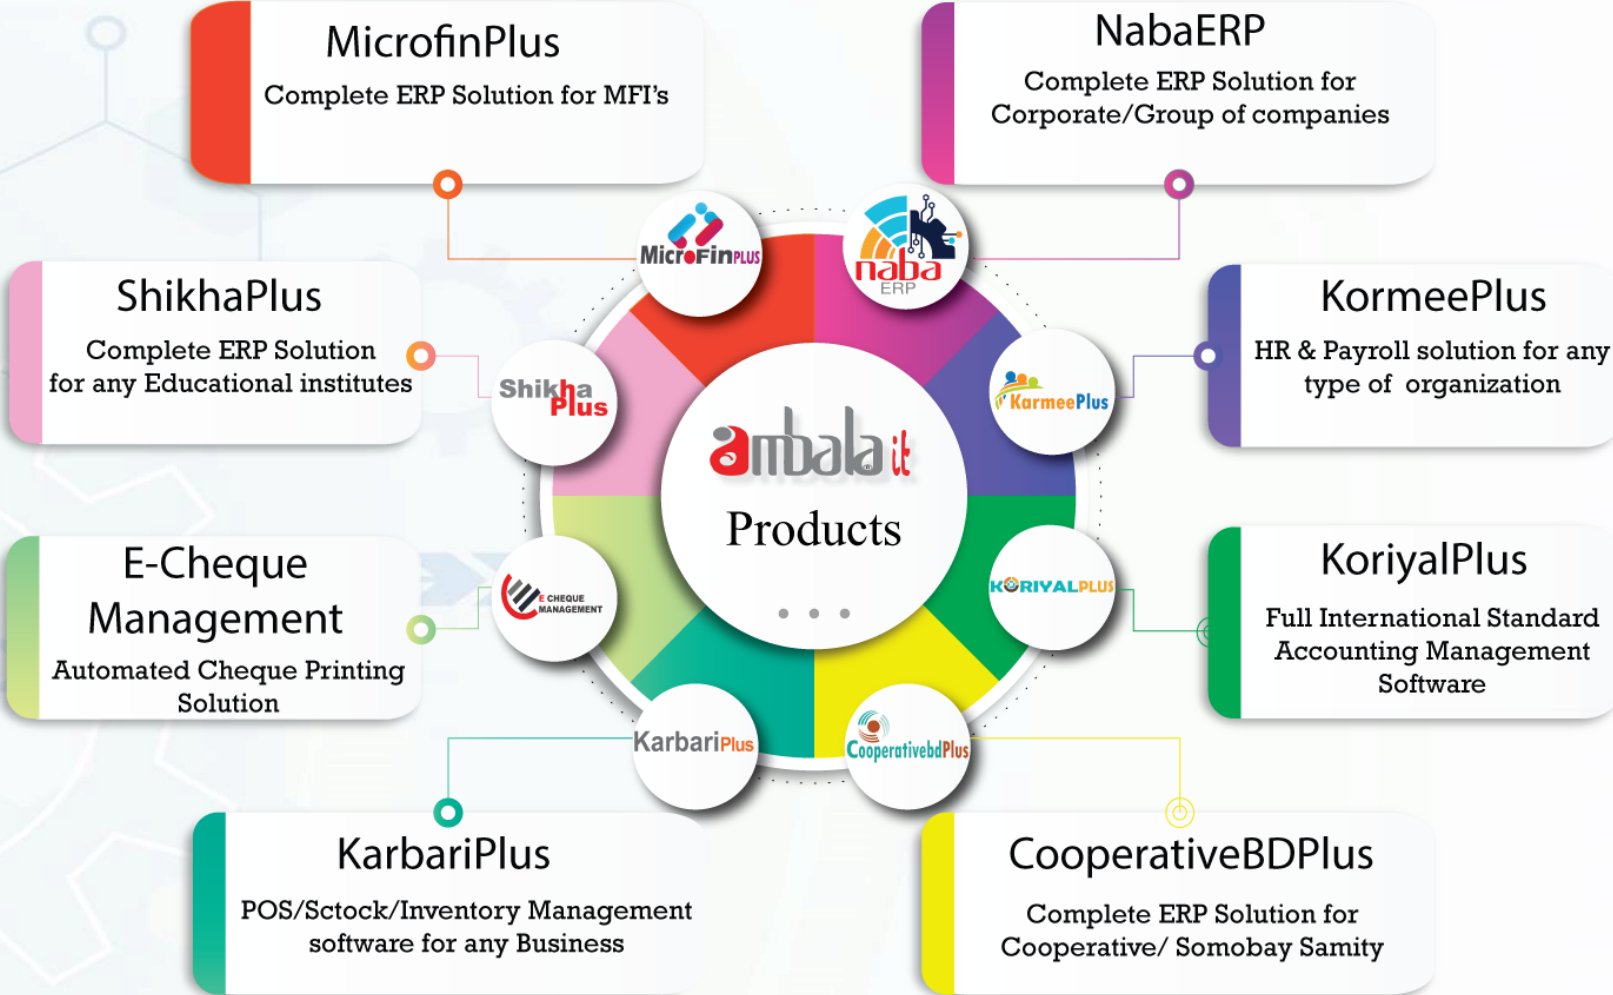 MicrofinPlus
Complete ERP Solution for MFI's
NabaERP
Complete ERP Solution for
Corporate/Group of companies
MicroFinPLUS
naba
ERP
ShikhaPlus
Complete ERP Solution
for any Educational institutes
Shikha
Plus
KarmeePlus
KormeePlus
HR & Payroll solution for any
type of organization
ambala it
Products
E-Cheque
Management
Automated Cheque Printing
Solution
E CHEQUE
MANAGEMENT
KORIYALPLUS
KoriyalPlus
Full International Standard
Accounting Management
Software
KarbariPlus
CooperativebdPlus
KarbariPlus
POS/Sctock/Inventory Management
software for any Business
CooperativeBDPlus
Complete ERP Solution for
Cooperative/ Somobay Samity